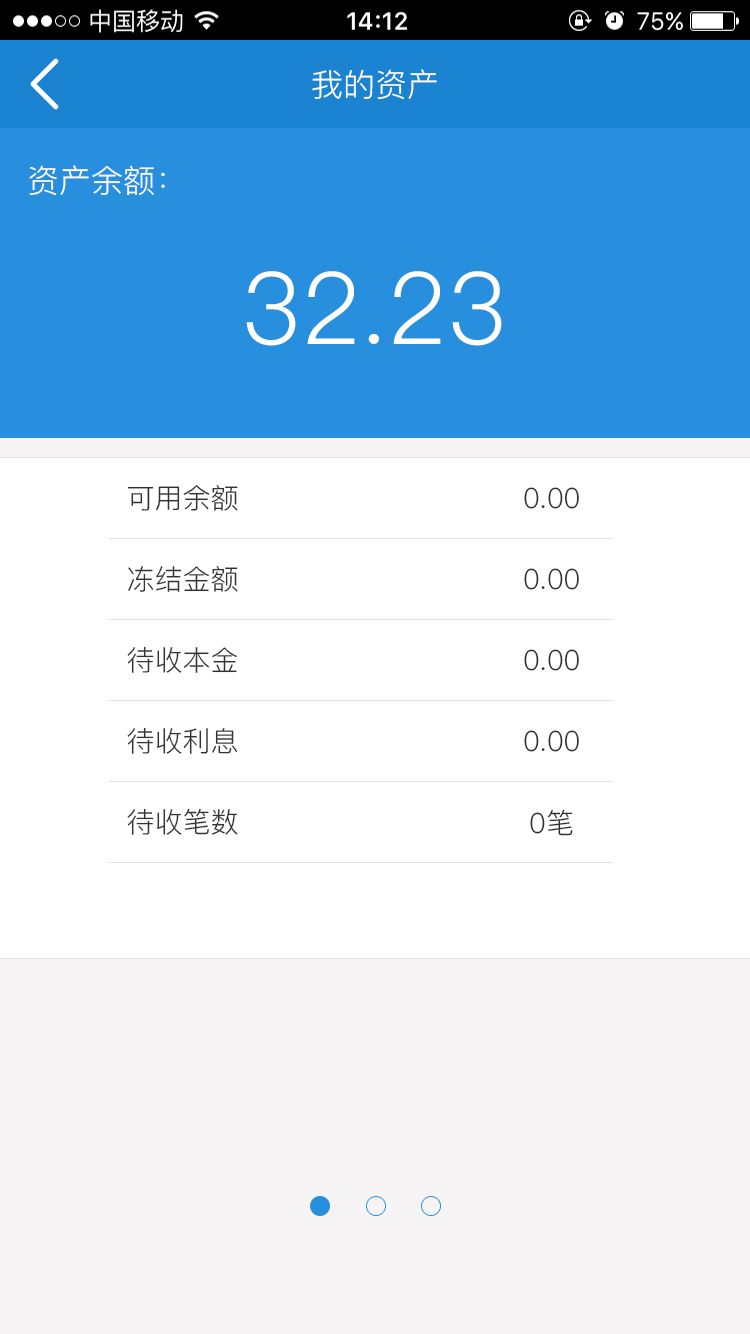 中国移动 14:12 75%
我的资产
资产余额:
32.23
可用余额 0.00
冻结金额 0.00
待收本金 0.00
待收利息 0.00
待收笔数 0笔